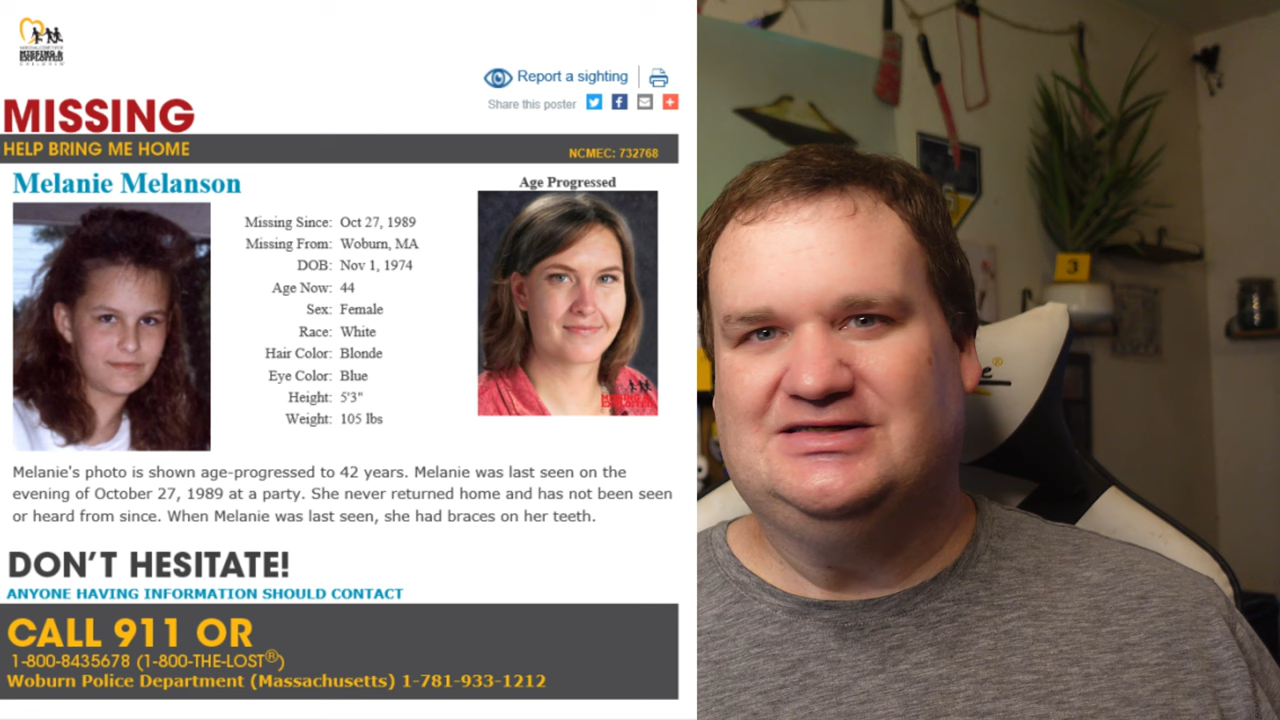 MISSING &
EXPLOITED
CHILDREN
Report a sighting
Share this poster
MISSING
HELP BRING ME HOME
NCMEC: 732768
Melanie Melanson
Age Progressed
Missing Since: Oct 27, 1989
Missing From: Woburn, MA
DOB: Nov 1, 1974
Age Now: 44
Sex: Female
Race: White
Hair Color: Blonde
Eye Color: Blue
Height: 5'3"
Weight: 105 lbs
Melanie's photo is shown age-progressed to 42 years. Melanie was last seen on the
evening of October 27, 1989 at a party. She never returned home and has not been seen
or heard from since. When Melanie was last seen, she had braces on her teeth.
DON'T HESITATE!
ANYONE HAVING INFORMATION SHOULD CONTACT
CALL 911 OR
1-800-8435678 (1-800-THE-LOST®)
Woburn Police Department (Massachusetts) 1-781-933-1212
3